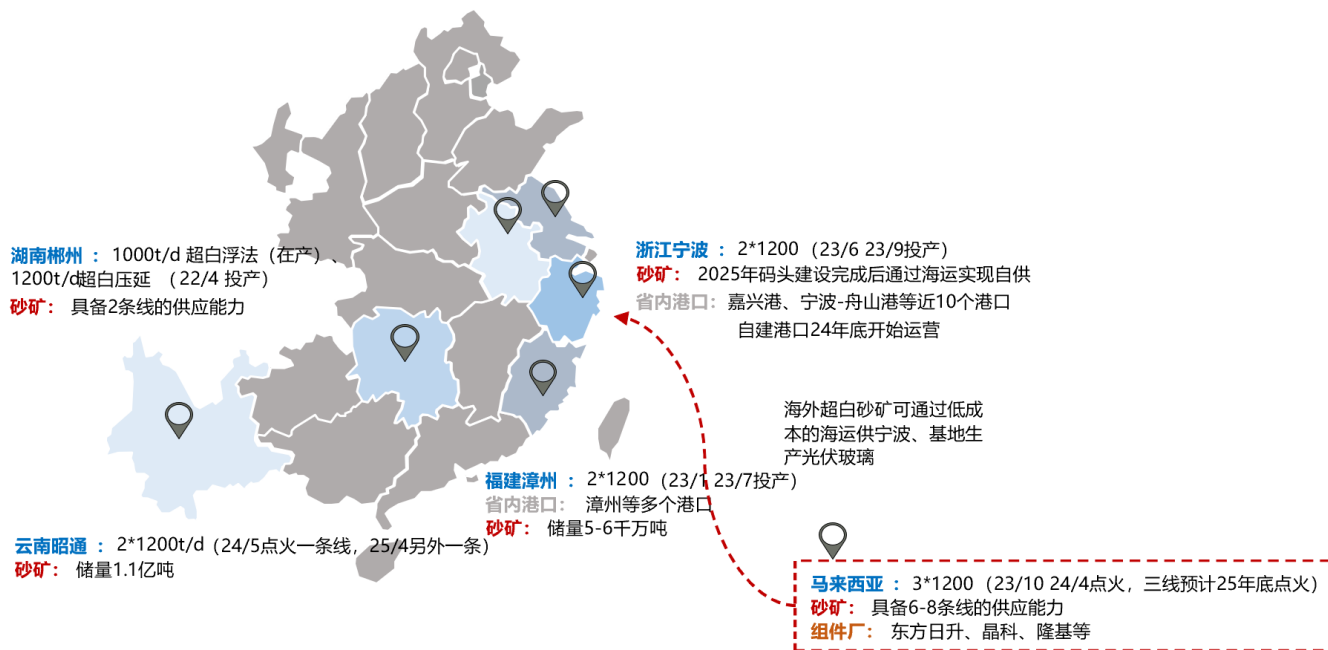 湖南郴州 : 1000t/d 超白浮法（在产）、
1200t/d超白压延 （22/4 投产）
砂矿: 具备2条线的供应能力
浙江宁波 : 2*1200（23/6 23/9投产）
砂矿: 2025年码头建设完成后通过海运实现自供
省内港口: 嘉兴港、宁波-舟山港等近10个港口
自建港口24年底开始运营
海外超白砂矿可通过低成
本的海运供宁波、基地生
产光伏玻璃
福建漳州 : 2*1200（23/1 23/7投产）
省内港口: 漳州等多个港口
砂矿: 储量5-6千万吨
云南昭通 : 2*1200t/d（24/5点火一条线，25/4另外一条）
砂矿: 储量1.1亿吨
马来西亚 : 3*1200（23/10 24/4点火，三线预计25年底点火）
砂矿: 具备6-8条线的供应能力
组件厂: 东方日升、晶科、隆基等